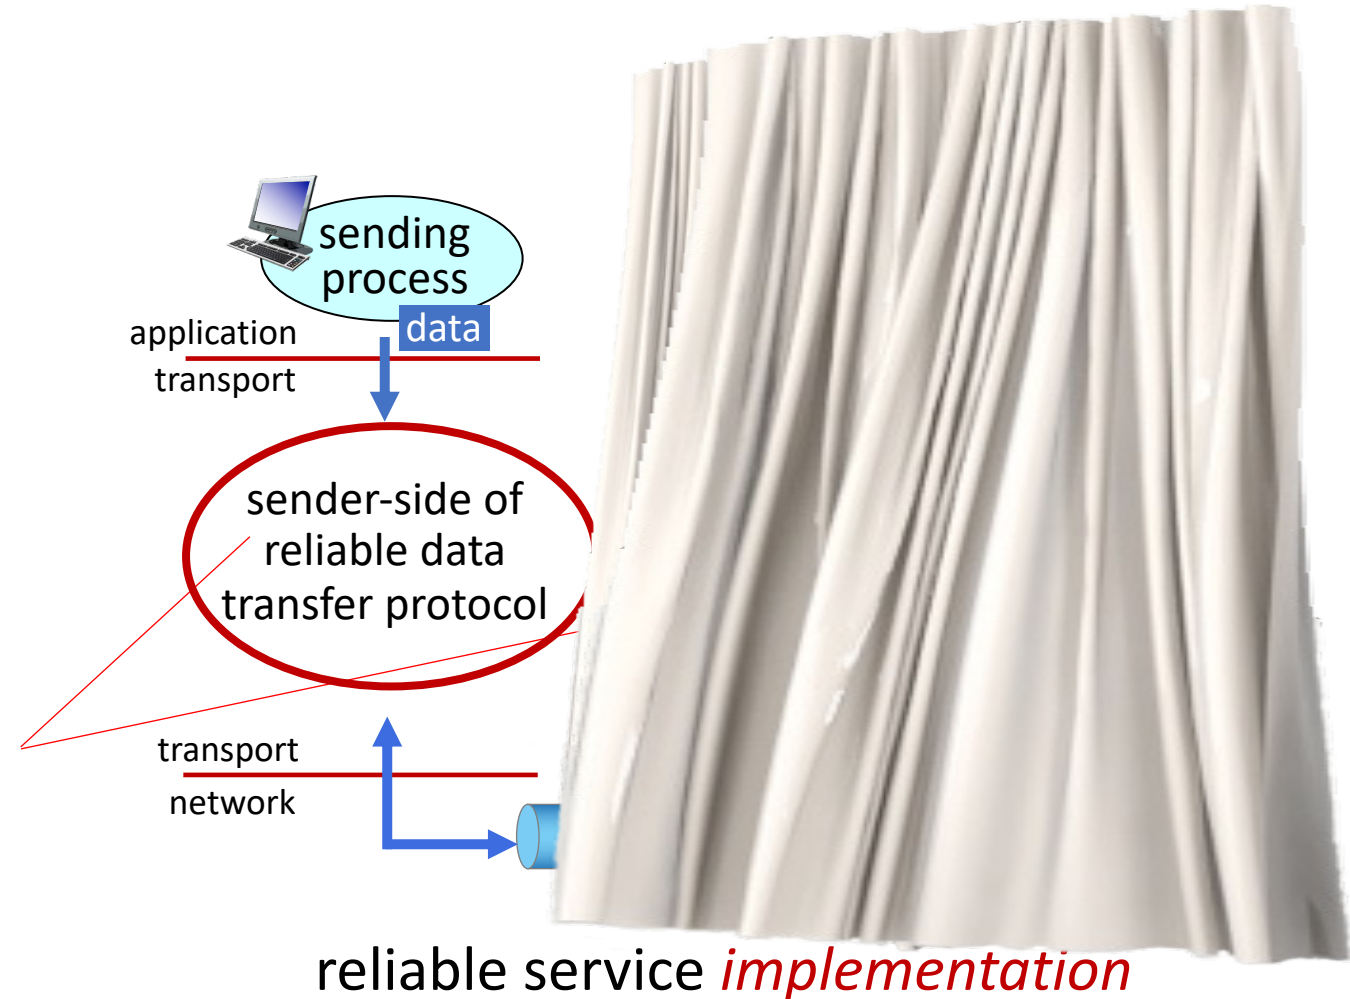 sending
process
data
application
transport
sender-side of
reliable data
transfer protocol
transport
network
reliable service implementation